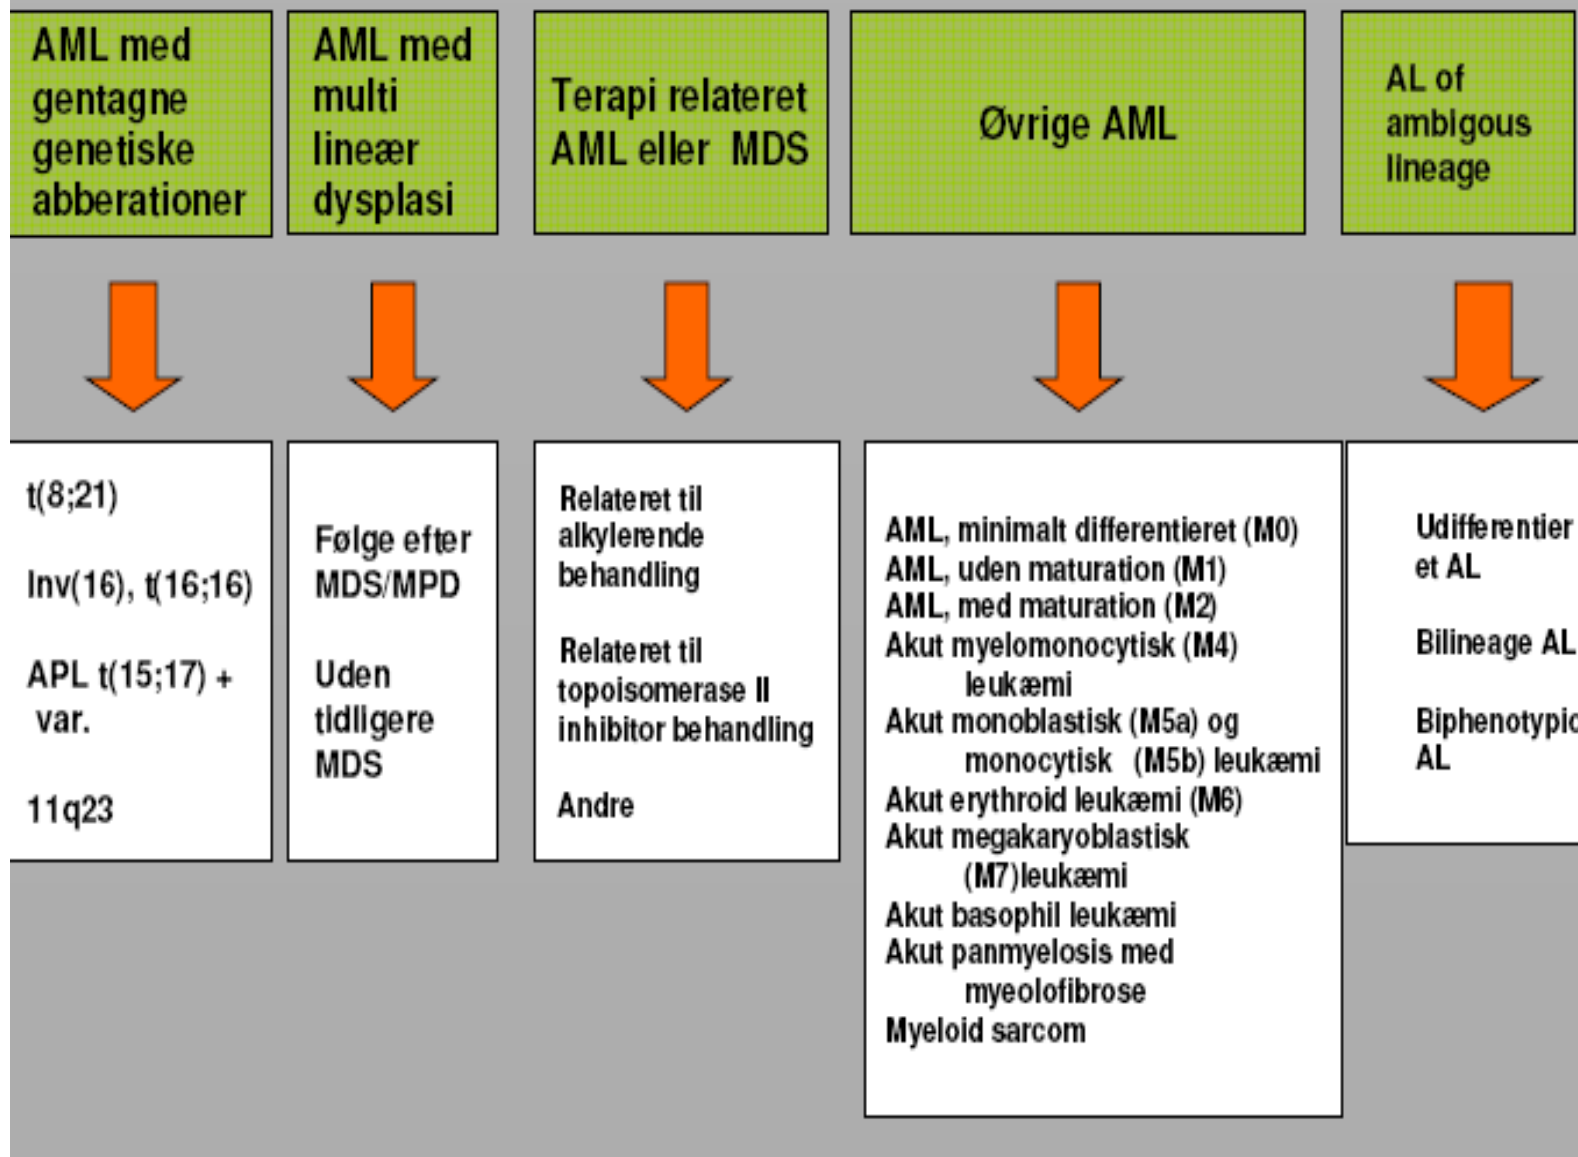 AML med
gentagne
genetiske
abberationer
AML med
multi
lineær
dysplasi
Terapi relateret
AML eller MDS
Øvrige AML
AL of
ambigous
lineage
t(8;21)
Inv(16), t(16;16)
APL t(15;17) +
var.
11q23
Følge efter
MDS/MPD
Uden
tidligere
MDS
Relateret til
alkylerende
behandling
Relateret til
topoisomerase II
inhibitor behandling
Andre
AML, minimalt differentieret (M0)
AML, uden maturation (M1)
AML, med maturation (M2)
Akut myelomonocytisk (M4)
leukæmi
Akut monoblastisk (M5a) og
monocytisk (M5b) leukæmi
Akut erythroid leukæmi (M6)
Akut megakaryoblastisk
(M7)leukæmi
Akut basophil leukæmi
Akut panmyelosis med
myeolofibrose
Myeloid sarcom
Udifferentier
et AL
Bilineage AL
Biphenotypic
AL